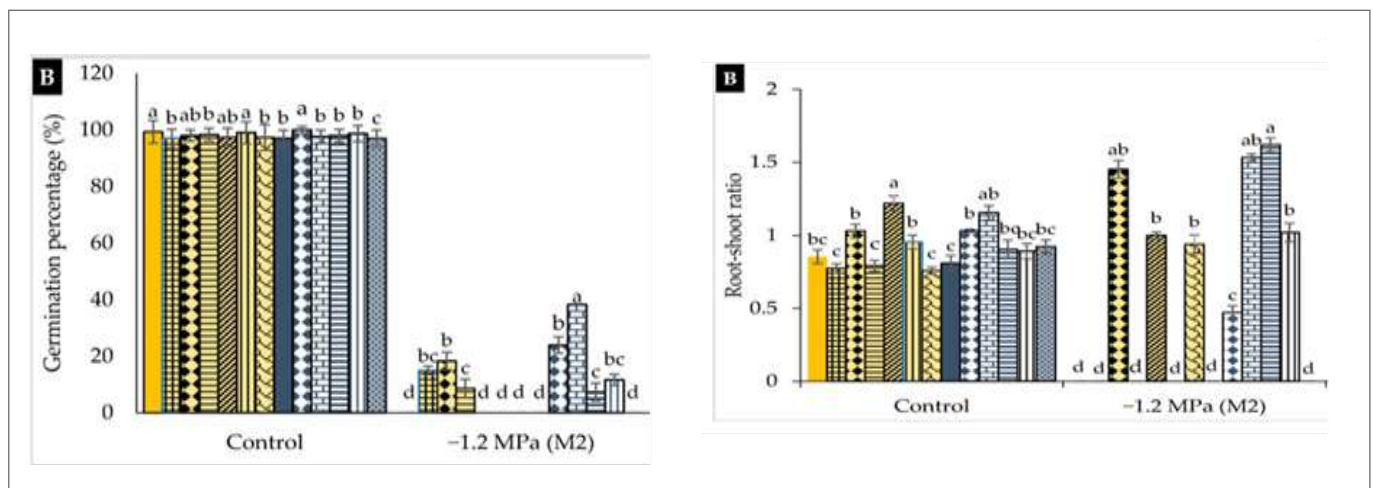 B
Germination percentage (%)
120
100
80
60
40
20
0
a b ab b ab a b b a b b b c
d bc b c d d d d b a c bc d
Control
−1.2 MPa (M2)
B
Root-shoot ratio
2
1.5
1
0.5
0
bc c b c a b c c b ab bc bc bc
d d ab d b d b d c ab a b d
Control
−1.2 MPa (M2)